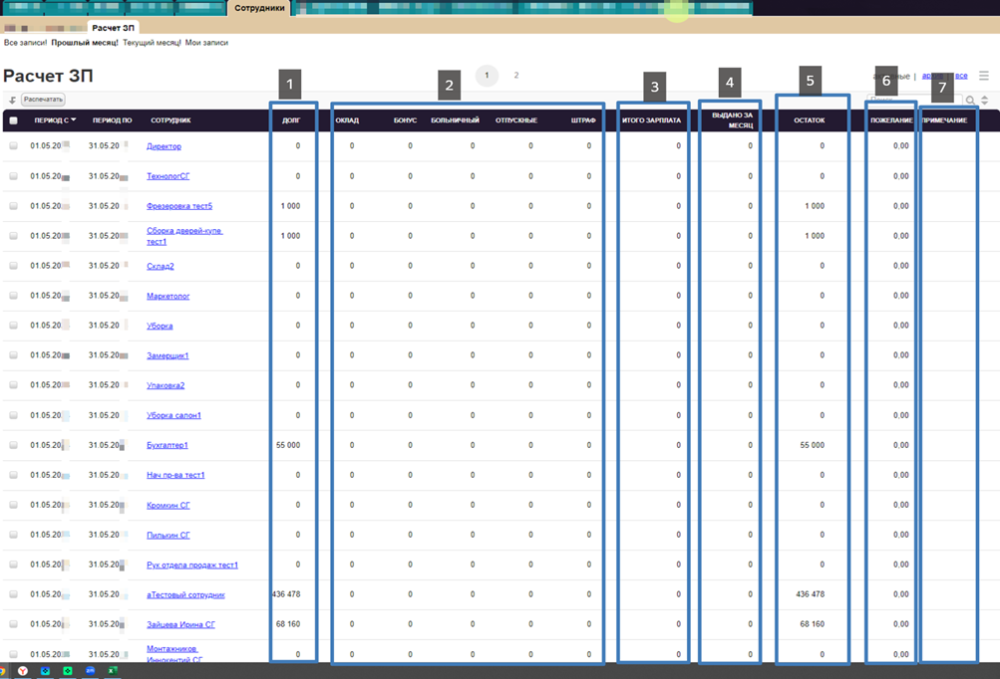 Сотрудники
Расчет ЗП
Все записи! Прошлый месяц! Текущий месяц! Мои записи
Расчет ЗП
1 2
все
Распечатать
1 2 3 4 5 6 7
ПЕРИОД С ПЕРИОД ПО СОТРУДНИК ДОЛГ ОКЛАД БОНУС БОЛЬНИЧНЫЙ ОТПУСКНЫЕ ШТРАФ ИТОГО ЗАРПЛАТА ВЫДАНО ЗА МЕСЯЦ ОСТАТОК ПОЖЕЛАНИЕ ПРИМЕЧАНИЕ
01.05.20 31.05.20 Директор 0 0 0 0 0 0 0 0 0 0,00
01.05.20 31.05.20 ТехнологСГ 0 0 0 0 0 0 0 0 0 0,00
01.05.20 31.05.20 Фрезеровка тест5 1 000 0 0 0 0 0 0 0 1 000 0,00
01.05.20 31.05.20 Сборка дверей-купе тест1 1 000 0 0 0 0 0 0 0 1 000 0,00
01.05.20 31.05.20 Склад2 0 0 0 0 0 0 0 0 0 0,00
01.05.20 31.05.20 Маркетолог 0 0 0 0 0 0 0 0 0 0,00
01.05.20 31.05.20 Уборка 0 0 0 0 0 0 0 0 0 0,00
01.05.20 31.05.20 Замерщик1 0 0 0 0 0 0 0 0 0 0,00
01.05.20 31.05.20 Упаковка2 0 0 0 0 0 0 0 0 0 0,00
01.05.20 31.05.20 Уборка салон1 0 0 0 0 0 0 0 0 0 0,00
01.05.20 31.05.20 Бухгалтер1 55 000 0 0 0 0 0 0 0 55 000 0,00
01.05.20 31.05.20 Нач пр-ва тест1 0 0 0 0 0 0 0 0 0 0,00
01.05.20 31.05.20 Кромкин СГ 0 0 0 0 0 0 0 0 0 0,00
01.05.20 31.05.20 Пилькин СГ 0 0 0 0 0 0 0 0 0 0,00
01.05.20 31.05.20 Рук отдела продаж тест1 0 0 0 0 0 0 0 0 0 0,00
01.05.20 31.05.20 аТестовый сотрудник 436 478 0 0 0 0 0 0 0 436 478 0,00
01.05.20 31.05.20 Зайцева Ирина СГ 68 160 0 0 0 0 0 0 0 68 160 0,00
01.05.20 31.05.20 Монтажников Иннокентий СГ 0 0 0 0 0 0 0 0 0 0,00